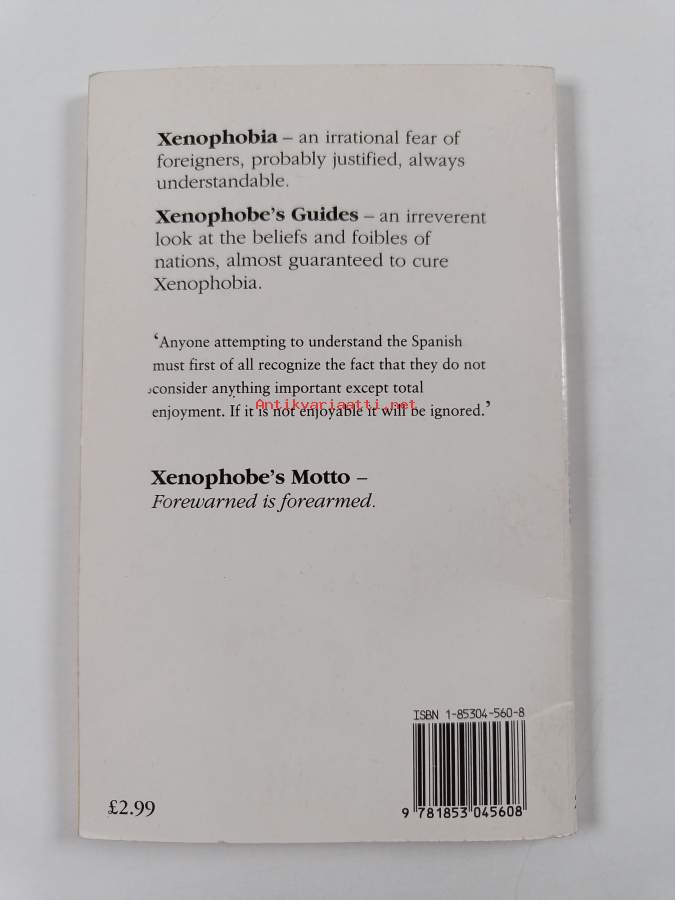 Xenophobia – an irrational fear of
foreigners, probably justified, always
understandable.
Xenophobe's Guides – an irreverent
look at the beliefs and foibles of
nations, almost guaranteed to cure
Xenophobia.
‘Anyone attempting to understand the Spanish
must first of all recognize the fact that they do not
consider anything important except total
Antikvariaatti.net
enjoyment. If it is not enjoyable it will be ignored.’
Xenophobe's Motto –
Forewarned is forearmed.
ISBN 1-85304-560-8
9 781853 045608
£2.99